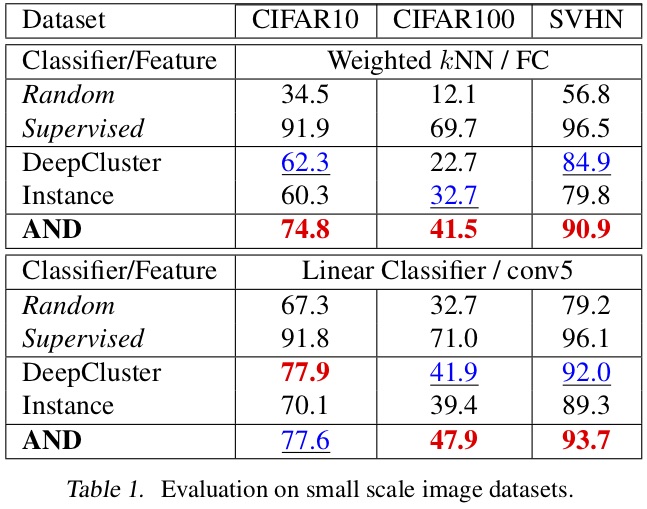 Dataset CIFAR10 CIFAR100 SVHN
Classifier/Feature Weighted kNN / FC
Random 34.5 12.1 56.8
Supervised 91.9 69.7 96.5
DeepCluster 62.3 22.7 84.9
Instance 60.3 32.7 79.8
AND 74.8 41.5 90.9
Classifier/Feature Linear Classifier / conv5
Random 67.3 32.7 79.2
Supervised 91.8 71.0 96.1
DeepCluster 77.9 41.9 92.0
Instance 70.1 39.4 89.3
AND 77.6 47.9 93.7
Table 1. Evaluation on small scale image datasets.